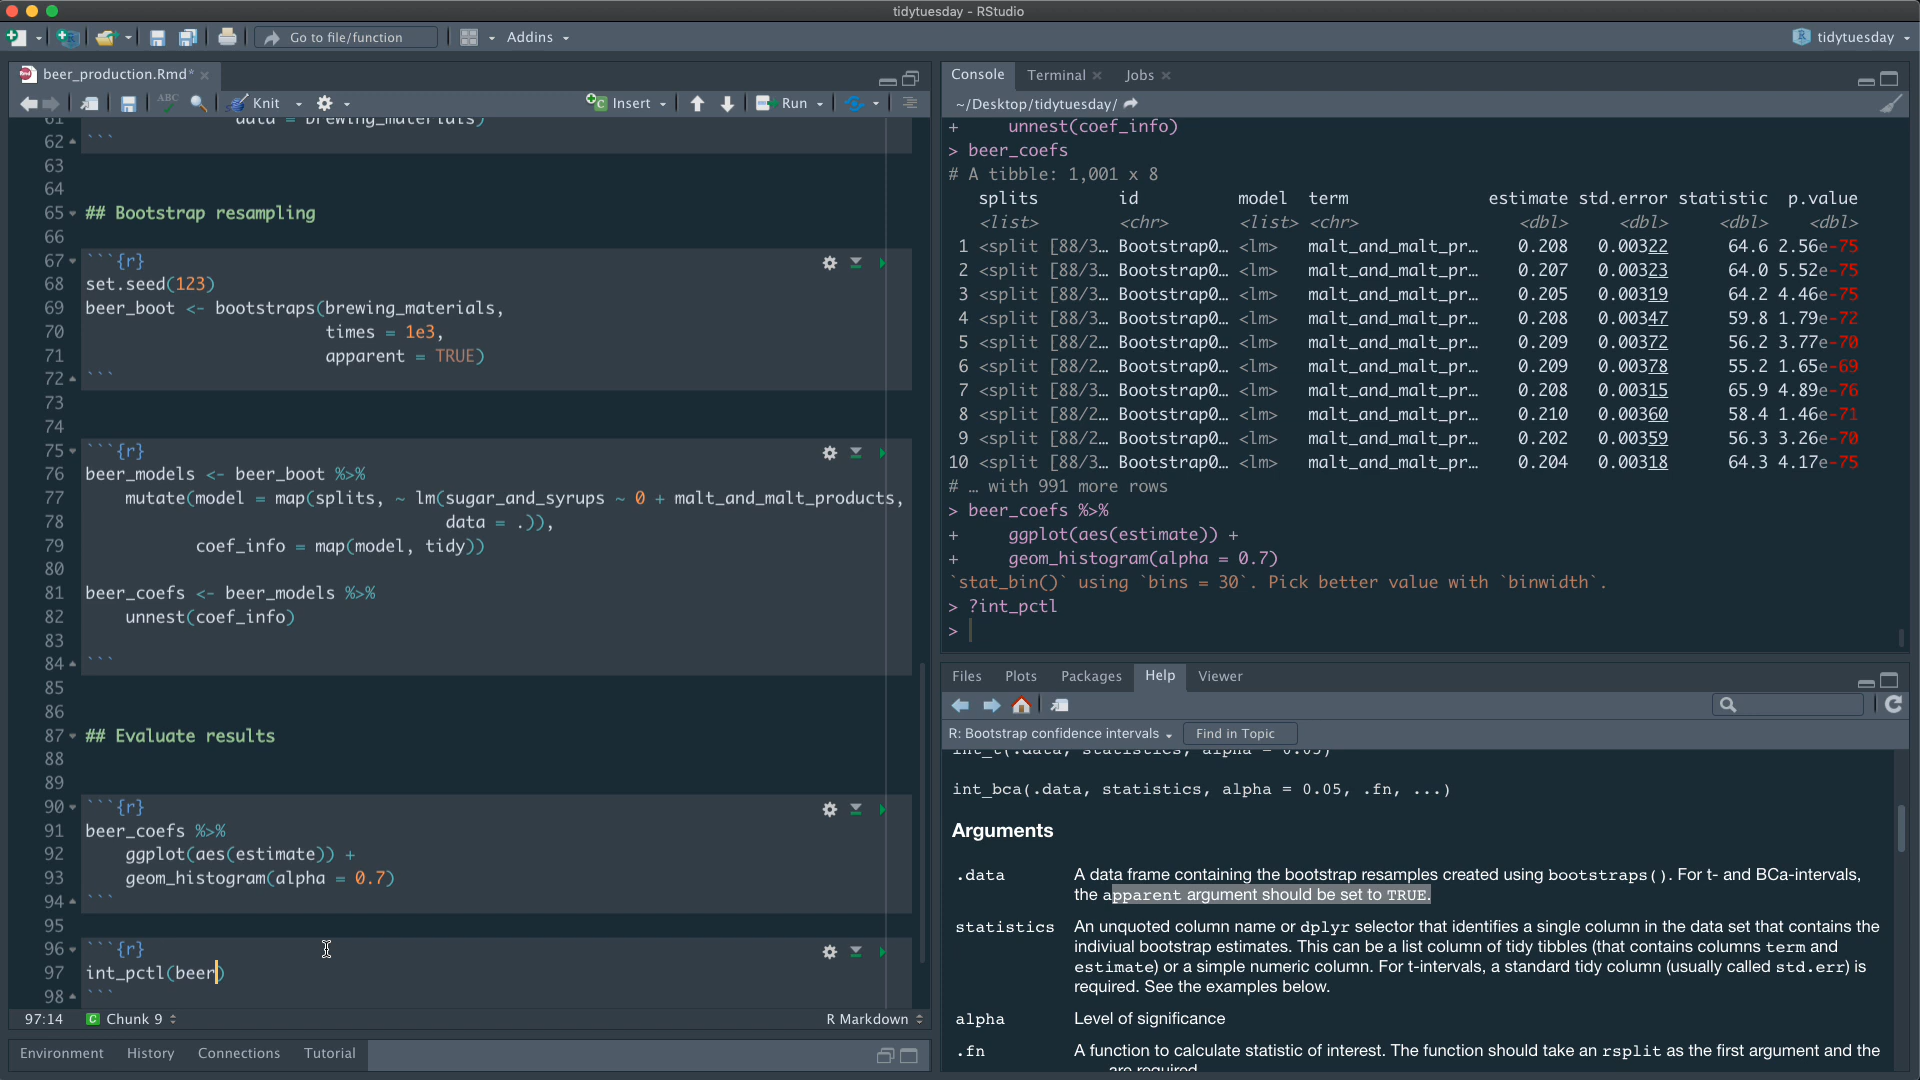 tidytuesday - RStudio
Go to file/function
Addins
tidytuesday
beer_production.Rmd*
ABC
Knit
Insert
Run
61 data = brewing_materials)
62 ```
63
64
65 ## Bootstrap resampling
66
67 ```{r}
68 set.seed(123)
69 beer_boot <- bootstraps(brewing_materials,
70 times = 1e3,
71 apparent = TRUE)
72 ```
73
74
75 ```{r}
76 beer_models <- beer_boot %>%
77 mutate(model = map(splits, ~ lm(sugar_and_syrups ~ 0 + malt_and_malt_products,
78 data = .)),
79 coef_info = map(model, tidy))
80
81 beer_coefs <- beer_models %>%
82 unnest(coef_info)
83
84 ```
85
86
87 ## Evaluate results
88
89
90 ```{r}
91 beer_coefs %>%
92 ggplot(aes(estimate)) +
93 geom_histogram(alpha = 0.7)
94 ```
95
96 ```{r}
97 int_pctl(beer)
98 ```
97:14 C Chunk 9 R Markdown
Environment History Connections Tutorial
Console Terminal Jobs
~/Desktop/tidytuesday/
+ unnest(coef_info)
> beer_coefs
# A tibble: 1,001 x 8
splits id model term estimate std.error statistic p.value
<list> <chr> <list> <chr> <dbl> <dbl> <dbl> <dbl>
1 <split [88/3… Bootstrap0… <lm> malt_and_malt_pr… 0.208 0.00322 64.6 2.56e-75
2 <split [88/3… Bootstrap0… <lm> malt_and_malt_pr… 0.207 0.00323 64.0 5.52e-75
3 <split [88/3… Bootstrap0… <lm> malt_and_malt_pr… 0.205 0.00319 64.2 4.46e-75
4 <split [88/3… Bootstrap0… <lm> malt_and_malt_pr… 0.208 0.00347 59.8 1.79e-72
5 <split [88/2… Bootstrap0… <lm> malt_and_malt_pr… 0.209 0.00372 56.2 3.77e-70
6 <split [88/2… Bootstrap0… <lm> malt_and_malt_pr… 0.209 0.00378 55.2 1.65e-69
7 <split [88/3… Bootstrap0… <lm> malt_and_malt_pr… 0.208 0.00315 65.9 4.89e-76
8 <split [88/2… Bootstrap0… <lm> malt_and_malt_pr… 0.210 0.00360 58.4 1.46e-71
9 <split [88/2… Bootstrap0… <lm> malt_and_malt_pr… 0.202 0.00359 56.3 3.26e-70
10 <split [88/3… Bootstrap0… <lm> malt_and_malt_pr… 0.204 0.00318 64.3 4.17e-75
# … with 991 more rows
> beer_coefs %>%
+ ggplot(aes(estimate)) +
+ geom_histogram(alpha = 0.7)
`stat_bin()` using `bins = 30`. Pick better value with `binwidth`.
> ?int_pctl
>
Files Plots Packages Help Viewer
R: Bootstrap confidence intervals Find in Topic
int_t(.data, statistics, alpha = 0.05)
int_bca(.data, statistics, alpha = 0.05, .fn, ...)
Arguments
.data A data frame containing the bootstrap resamples created using bootstraps(). For t- and BCa-intervals,
the apparent argument should be set to TRUE.
statistics An unquoted column name or dplyr selector that identifies a single column in the data set that contains the
indiviual bootstrap estimates. This can be a list column of tidy tibbles (that contains columns term and
estimate) or a simple numeric column. For t-intervals, a standard tidy column (usually called std.err) is
required. See the examples below.
alpha Level of significance
.fn A function to calculate statistic of interest. The function should take an rsplit as the first argument and the
... are required.